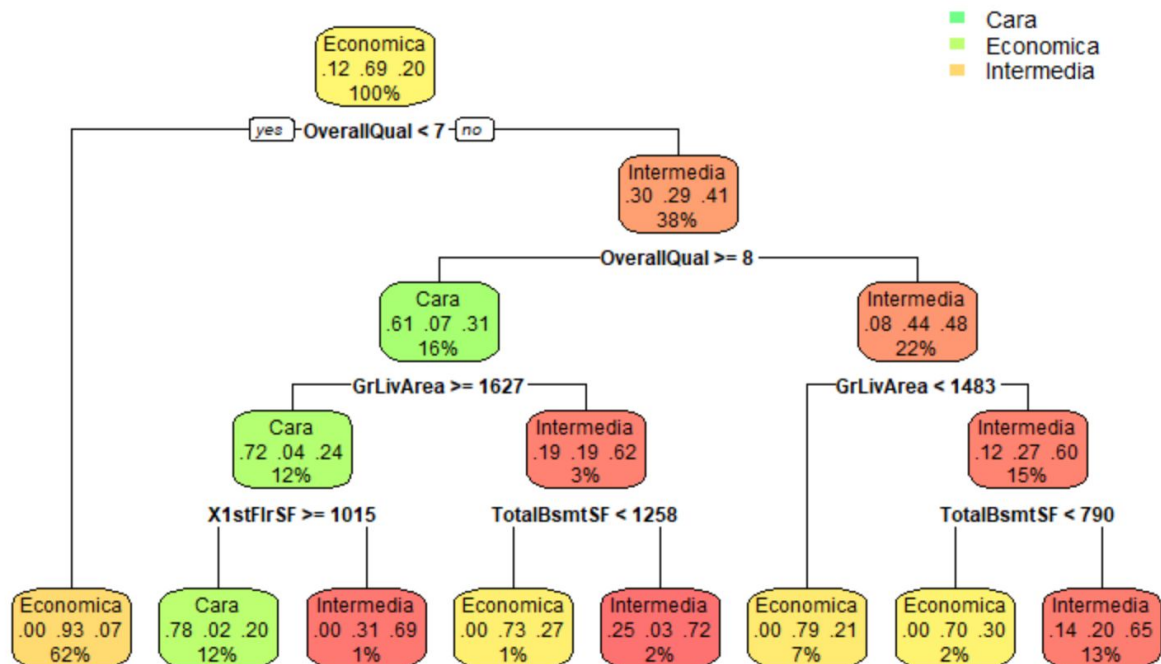 Cara
Economica
Intermedia
Economica
.12 .69 .20
100%
yes OverallQual < 7 no
Intermedia
.30 .29 .41
38%
OverallQual >= 8
Cara
.61 .07 .31
16%
Intermedia
.08 .44 .48
22%
GrLivArea >= 1627
GrLivArea < 1483
Cara
.72 .04 .24
12%
Intermedia
.19 .19 .62
3%
Intermedia
.12 .27 .60
15%
X1stFlrSF >= 1015
TotalBsmtSF < 1258
TotalBsmtSF < 790
Economica
.00 .93 .07
62%
Cara
.78 .02 .20
12%
Intermedia
.00 .31 .69
1%
Economica
.00 .73 .27
1%
Intermedia
.25 .03 .72
2%
Economica
.00 .79 .21
7%
Economica
.00 .70 .30
2%
Intermedia
.14 .20 .65
13%